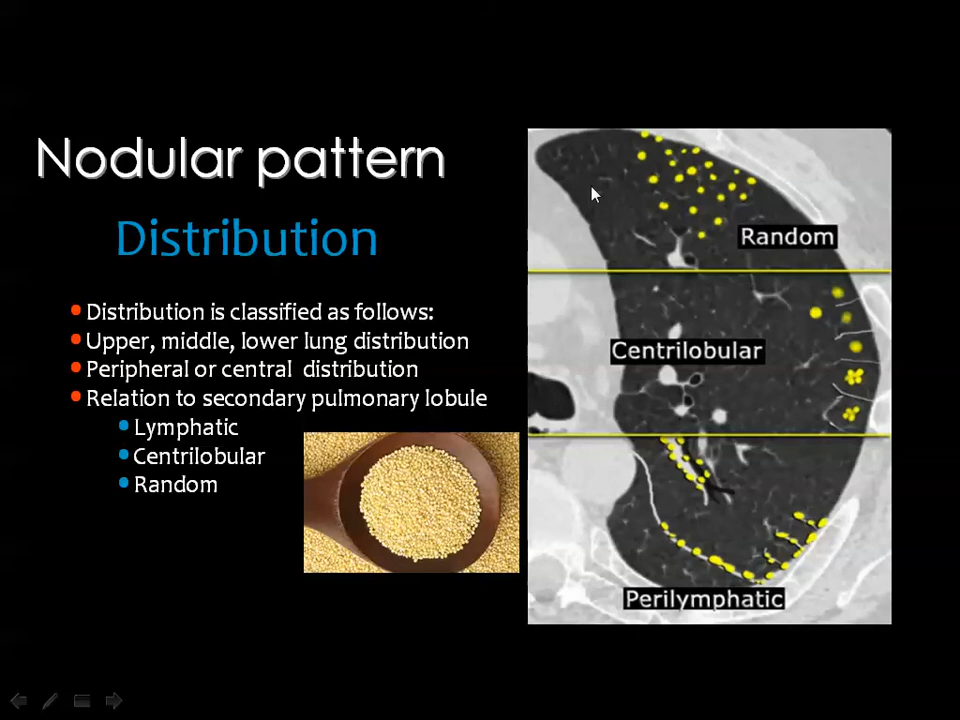 Nodular pattern
Distribution
Distribution is classified as follows:
Upper, middle, lower lung distribution
Peripheral or central distribution
Relation to secondary pulmonary lobule
Lymphatic
Centrilobular
Random
Random
Centrilobular
Perilymphatic